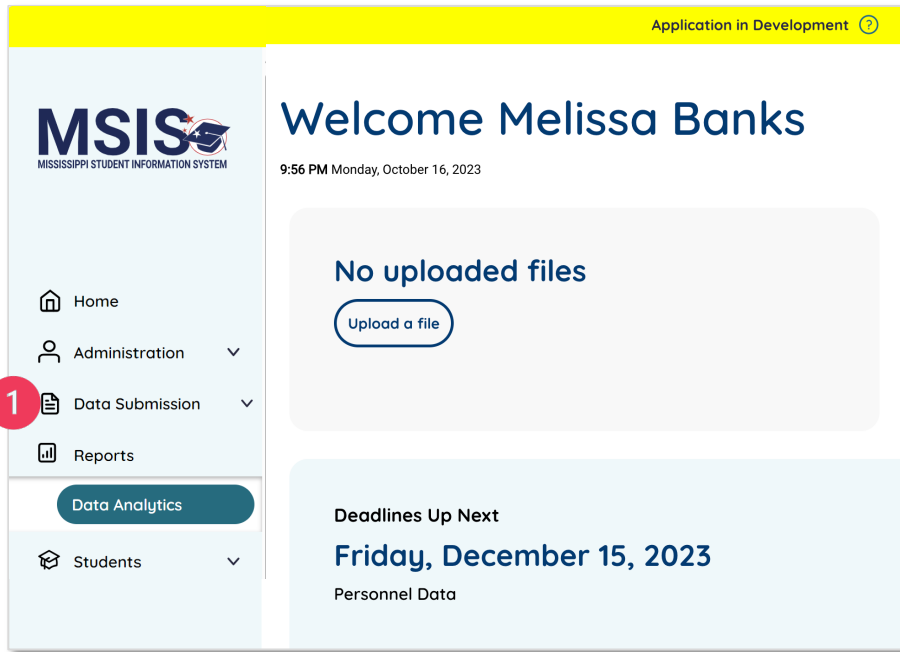 Application in Development ?
MSIS
MISSISSIPPI STUDENT INFORMATION SYSTEM
Welcome Melissa Banks
9:56 PM Monday, October 16, 2023
No uploaded files
Upload a file
Home
Administration
1 Data Submission
Reports
Data Analytics
Students
Deadlines Up Next
Friday, December 15, 2023
Personnel Data